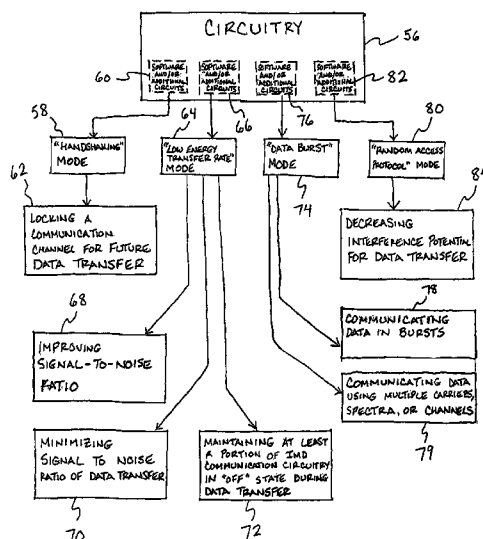 CIRCUITRY
56
60
SOFTWARE
AND/OR
ADDITIONAL
CIRCUITS
SOFTWARE
AND/OR
ADDITIONAL
CIRCUITS
SOFTWARE
AND/OR
ADDITIONAL
CIRCUITS
SOFTWARE
AND/OR
ADDITIONAL
CIRCUITS
82
58
64
66
76
80
"HANDSHAKING"
MODE
"LOW ENERGY
TRANSFER RATE"
MODE
"DATA BURST"
MODE
"RANDOM ACCESS
PROTOCOL" MODE
62
74
84
LOCKING A
COMMUNICATION
CHANNEL FOR FUTURE
DATA TRANSFER
DECREASING
INTERFERENCE POTENTIAL
FOR DATA TRANSFER
68
78
IMPROVING
SIGNAL-TO-NOISE
RATIO
COMMUNICATING
DATA IN BURSTS
COMMUNICATING DATA
USING MULTIPLE CARRIERS,
SPECTRA, OR CHANNELS
79
MINIMIZING
SIGNAL TO NOISE
RATIO OF DATA TRANSFER
MAINTAINING AT LEAST
A PORTION OF IMD
COMMUNICATION CIRCUITRY
IN "OFF" STATE DURING
DATA TRANSFER
70
72